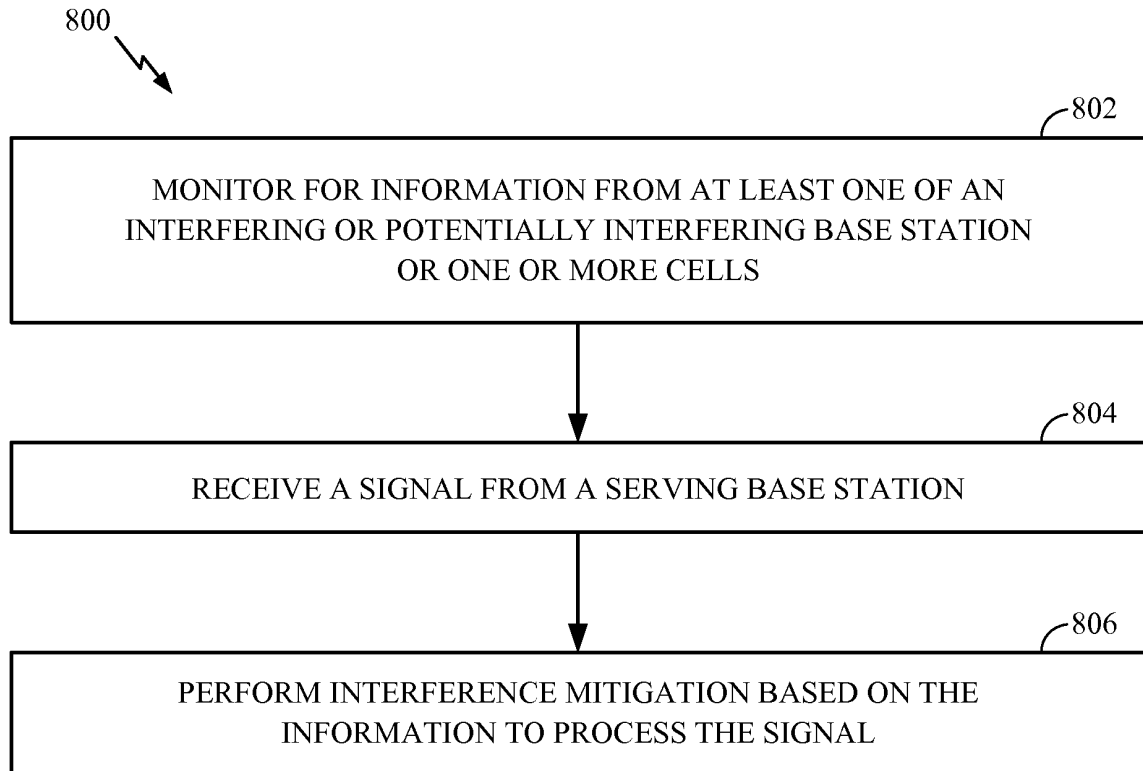 800
802
MONITOR FOR INFORMATION FROM AT LEAST ONE OF AN
INTERFERING OR POTENTIALLY INTERFERING BASE STATION
OR ONE OR MORE CELLS
804
RECEIVE A SIGNAL FROM A SERVING BASE STATION
806
PERFORM INTERFERENCE MITIGATION BASED ON THE
INFORMATION TO PROCESS THE SIGNAL